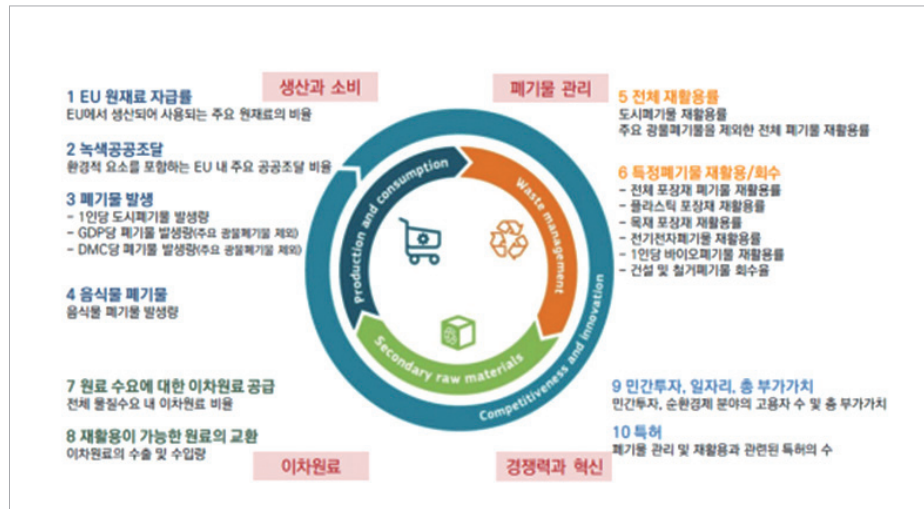 생산과 소비
1 EU 원재료 자급률
EU에서 생산되어 사용되는 주요 원재료의 비율
2 녹색공공조달
환경적 요소를 포함하는 EU 내 주요 공공조달 비율
3 폐기물 발생
- 1인당 도시폐기물 발생량
- GDP당 폐기물 발생량(주요 광물폐기물 제외)
- DMC당 폐기물 발생량(주요 광물폐기물 제외)
4 음식물 폐기물
음식물 폐기물 발생량
폐기물 관리
5 전체 재활용률
도시폐기물 재활용률
주요 광물폐기물을 제외한 전체 폐기물 재활용률
6 특정폐기물 재활용/회수
- 전체 포장재 폐기물 재활용률
- 플라스틱 포장재 재활용률
- 목재 포장재 재활용률
- 전기전자폐기물 재활용률
- 1인당 바이오폐기물 재활용률
- 건설 및 철거폐기물 회수율
Production and consumption
Waste management
Secondary raw materials
Competitiveness and innovation
7 원료 수요에 대한 이차원료 공급
전체 물질수요 내 이차원료 비율
8 재활용이 가능한 원료의 교환
이차원료의 수출 및 수입량
이차원료
9 민간투자, 일자리, 총 부가가치
민간투자, 순환경제 분야의 고용자 수 및 총 부가가치
10 특허
폐기물 관리 및 재활용과 관련된 특허의 수
경쟁력과 혁신